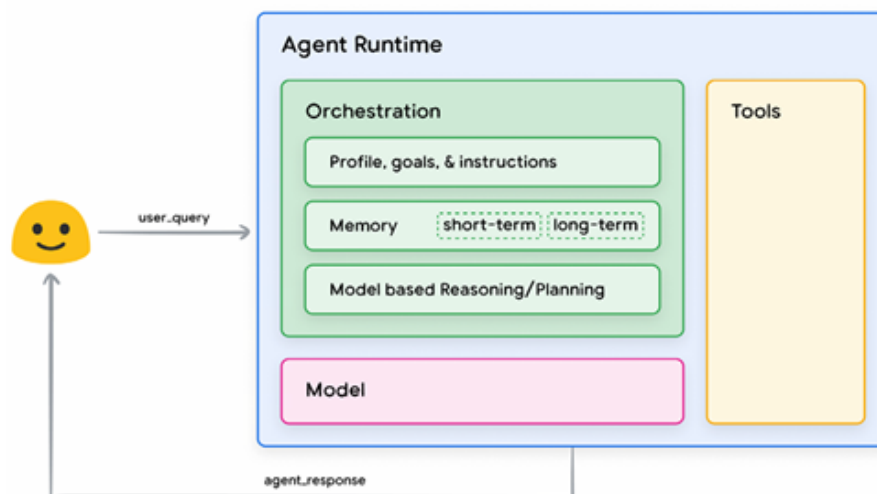 Agent Runtime
Orchestration
Tools
Profile, goals, & instructions
user_query
Memory short-term long-term
Model based Reasoning/Planning
Model
agent_response